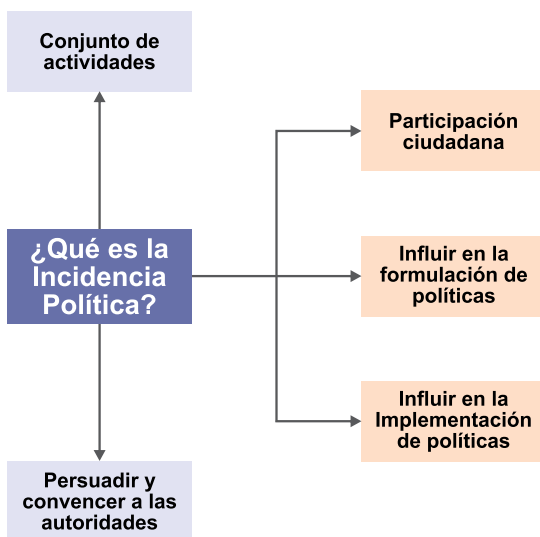 Conjunto de
actividades
Participación
ciudadana
¿Qué es la
Incidencia
Política?
Influir en la
formulación de
políticas
Influir en la
Implementación
de políticas
Persuadir y
convencer a las
autoridades